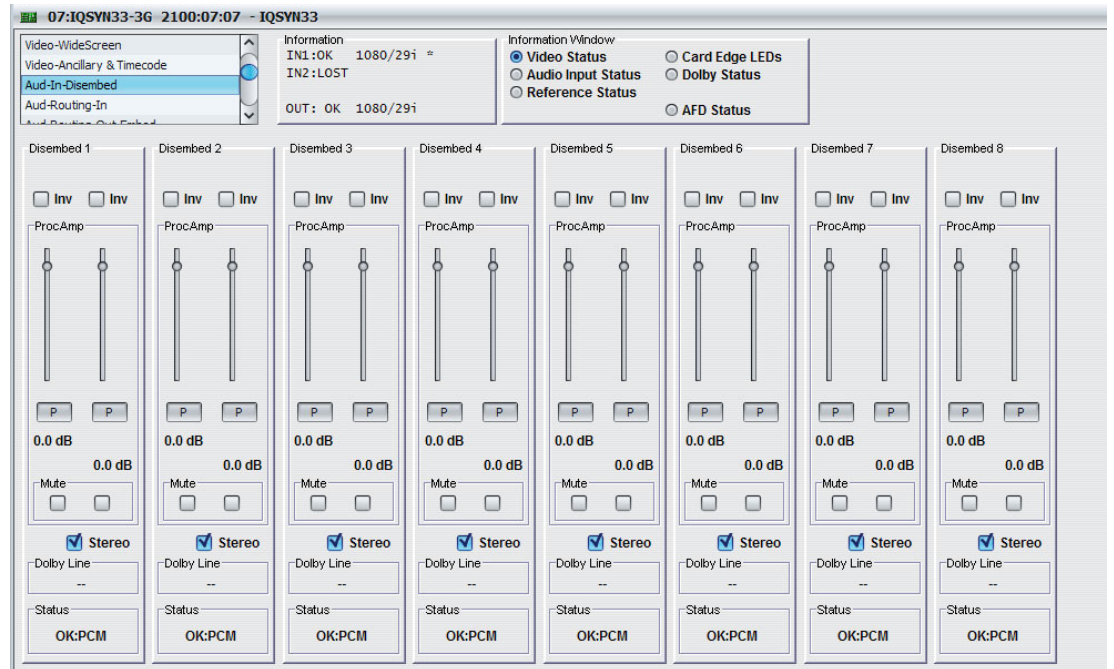 07:IQSYN33-3G 2100:07:07 - IQSYN33
Video-WideScreen
Video-Ancillary & Timecode
Aud-In-Disembed
Aud-Routing-In
Aud-Routing-Out Embed
Information
IN1:OK 1080/29i *
IN2:LOST
OUT: OK 1080/29i
Information Window
Video Status
Card Edge LEDs
Audio Input Status
Dolby Status
Reference Status
AFD Status
Disembed 1 Disembed 2 Disembed 3 Disembed 4 Disembed 5 Disembed 6 Disembed 7 Disembed 8
Inv Inv Inv Inv Inv Inv Inv Inv Inv Inv Inv Inv Inv Inv Inv Inv
ProcAmp ProcAmp ProcAmp ProcAmp ProcAmp ProcAmp ProcAmp ProcAmp
P P P P P P P P P P P P P P P P
0.0 dB 0.0 dB 0.0 dB 0.0 dB 0.0 dB 0.0 dB 0.0 dB 0.0 dB
0.0 dB 0.0 dB 0.0 dB 0.0 dB 0.0 dB 0.0 dB 0.0 dB 0.0 dB
Mute Mute Mute Mute Mute Mute Mute Mute
Stereo Stereo Stereo Stereo Stereo Stereo Stereo Stereo
Dolby Line Dolby Line Dolby Line Dolby Line Dolby Line Dolby Line Dolby Line Dolby Line
-- -- -- -- -- -- -- --
Status Status Status Status Status Status Status Status
OK:PCM OK:PCM OK:PCM OK:PCM OK:PCM OK:PCM OK:PCM OK:PCM